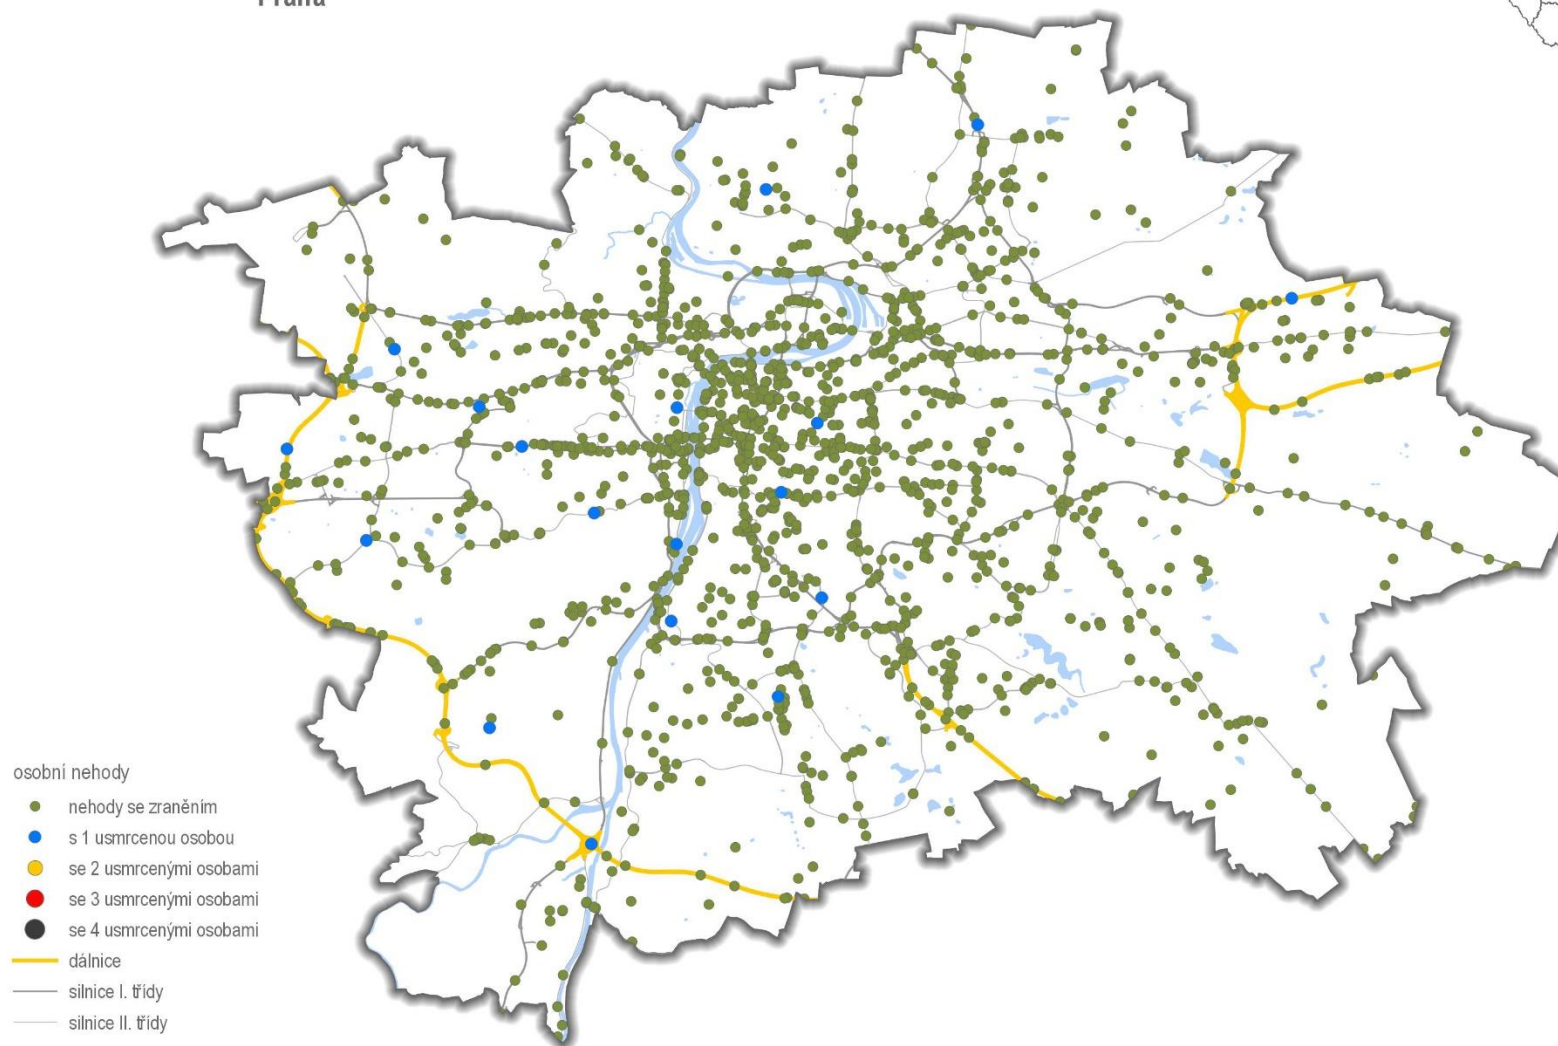 Praha
osobní nehody
nehody se zraněním
s 1 usmrcenou osobou
se 2 usmrcenými osobami
se 3 usmrcenými osobami
se 4 usmrcenými osobami
dálnice
silnice I. třídy
silnice II. třídy